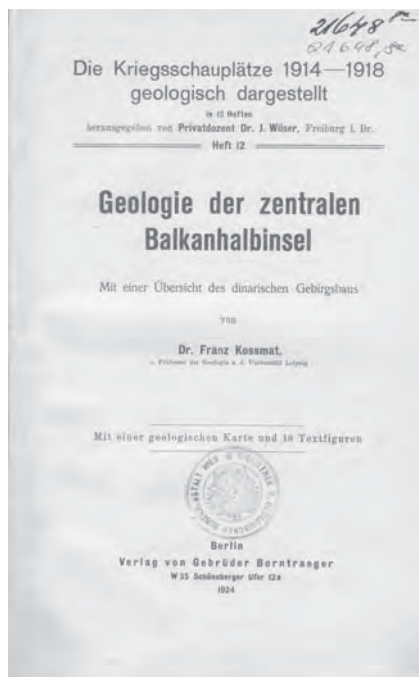 21648
21648,8°
Die Kriegsschauplätze 1914—1918
geologisch dargestellt
in 13 Heften
herausgegeben von Privatdozent Dr. J. Wilser, Freiburg i. Br.
Heft 12
Geologie der zentralen
Balkanhalbinsel
Mit einer Übersicht des dinarischen Gebirgsbaus
von
Dr. Franz Kossmat,
o. Professor der Geologie a. d. Universität Leipzig
Mit einer geologischen Karte und 18 Textfiguren
Berlin
Verlag von Gebrüder Borntraeger
W 35 Schöneberger Ufer 12a
1924